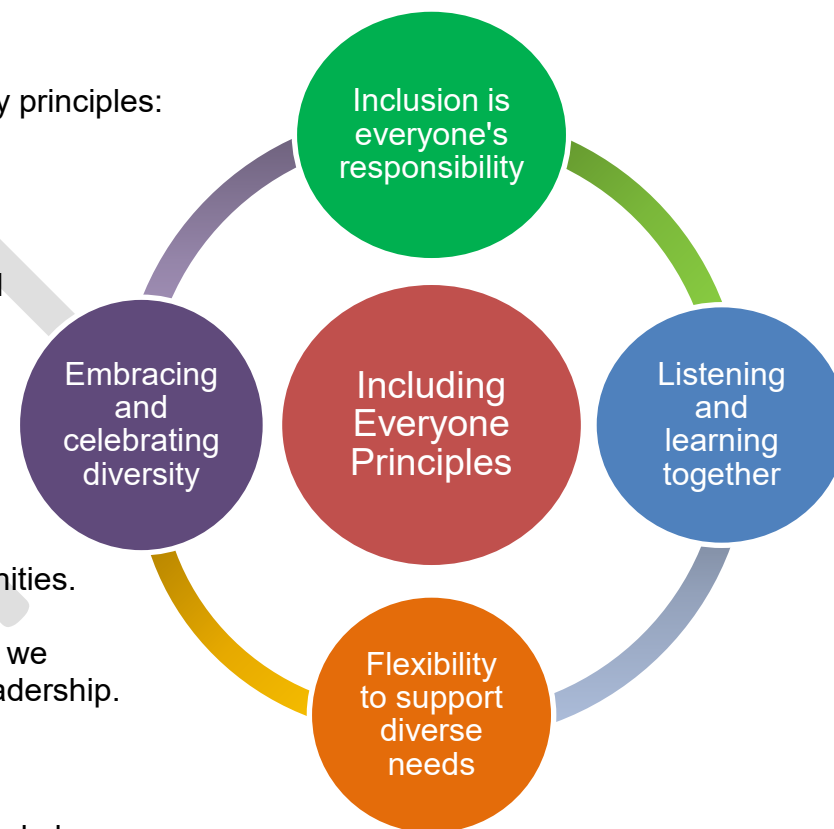 y principles:
Inclusion is
everyone's
responsibility
Embracing
and
celebrating
diversity
Including
Everyone
Principles
Listening
and
learning
together
nities.
we
adership.
Flexibility
to support
diverse
needs